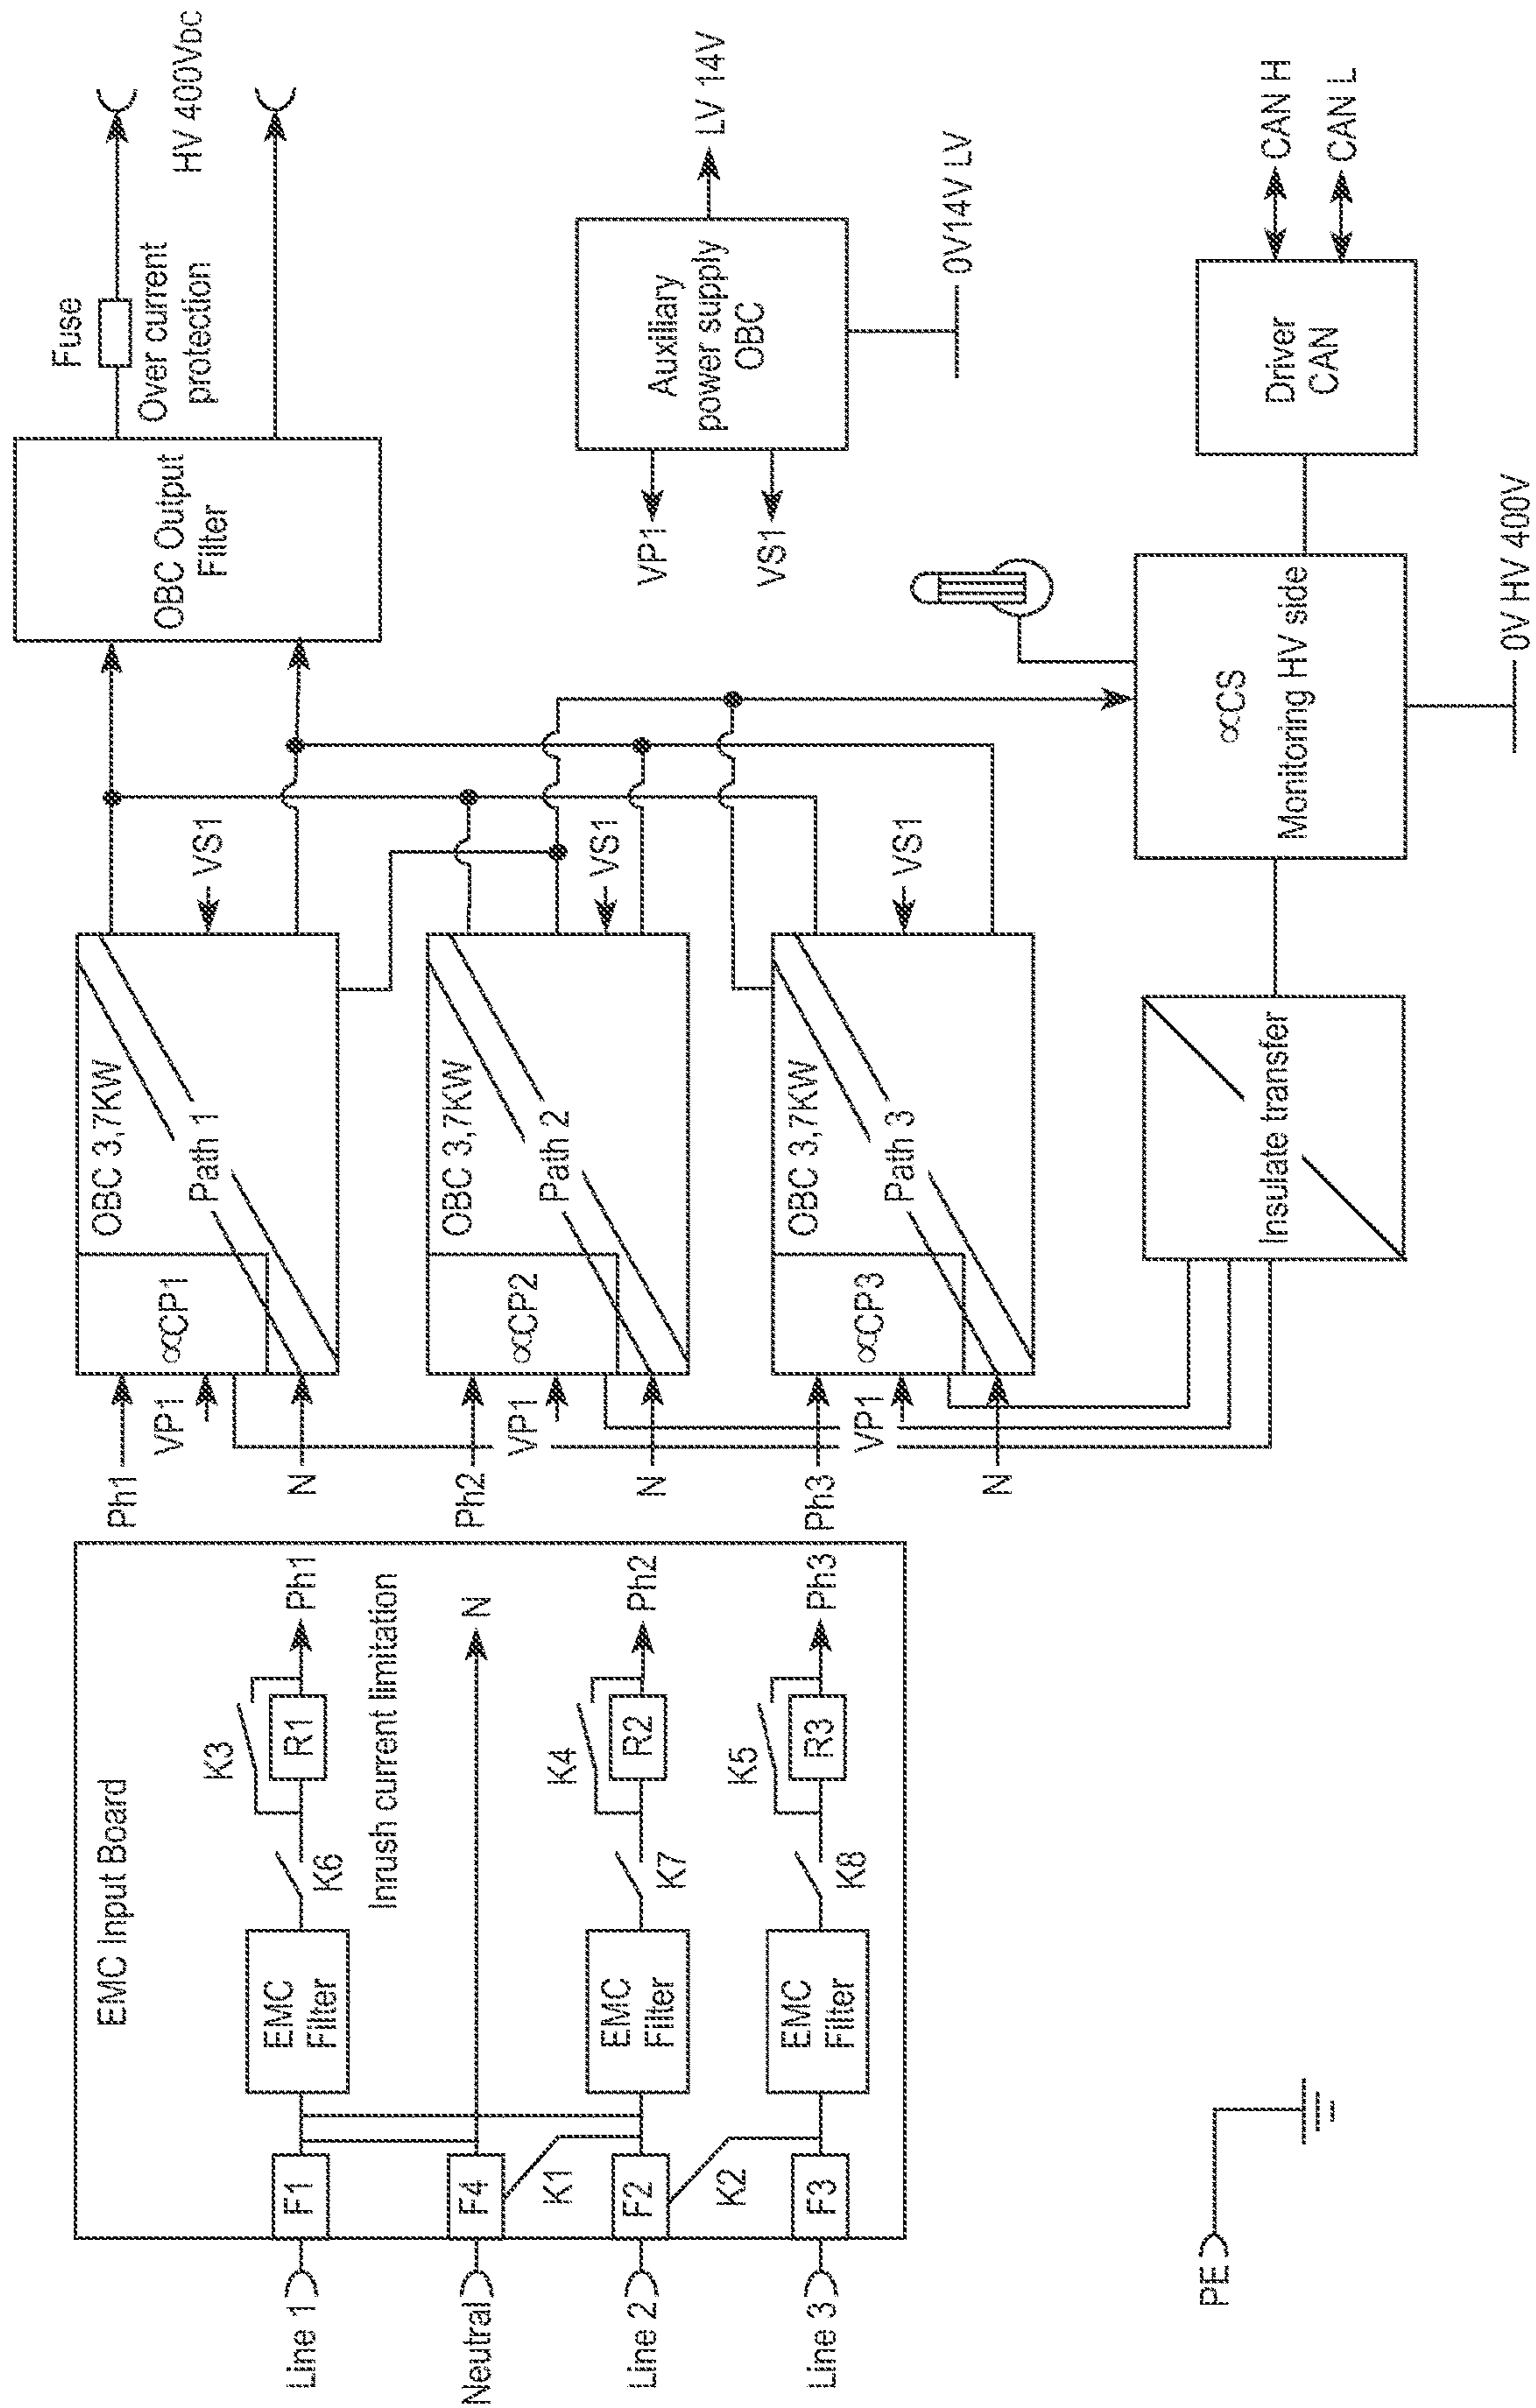 EMC Input Board
Line 1
F1
EMC
Filter
K6
K3
R1
Ph1
Inrush current limitation
Neutral
F4
N
K1
Line 2
F2
EMC
Filter
K7
K4
R2
Ph2
K2
Line 3
F3
EMC
Filter
K8
K5
R3
Ph3
PE
Ph1
VP1
N
∝CP1
OBC 3,7KW
Path 1
VS1
Ph2
VP1
N
∝CP2
OBC 3,7KW
Path 2
VS1
Ph3
VP1
N
∝CP3
OBC 3,7KW
Path 3
VS1
OBC Output
Filter
Fuse
Over current
protection
HV 400VDC
VP1
VS1
Auxiliary
power supply
OBC
LV 14V
0V14V LV
Insulate transfer
∝CS
Monitoring HV side
0V HV 400V
Driver
CAN
CAN H
CAN L